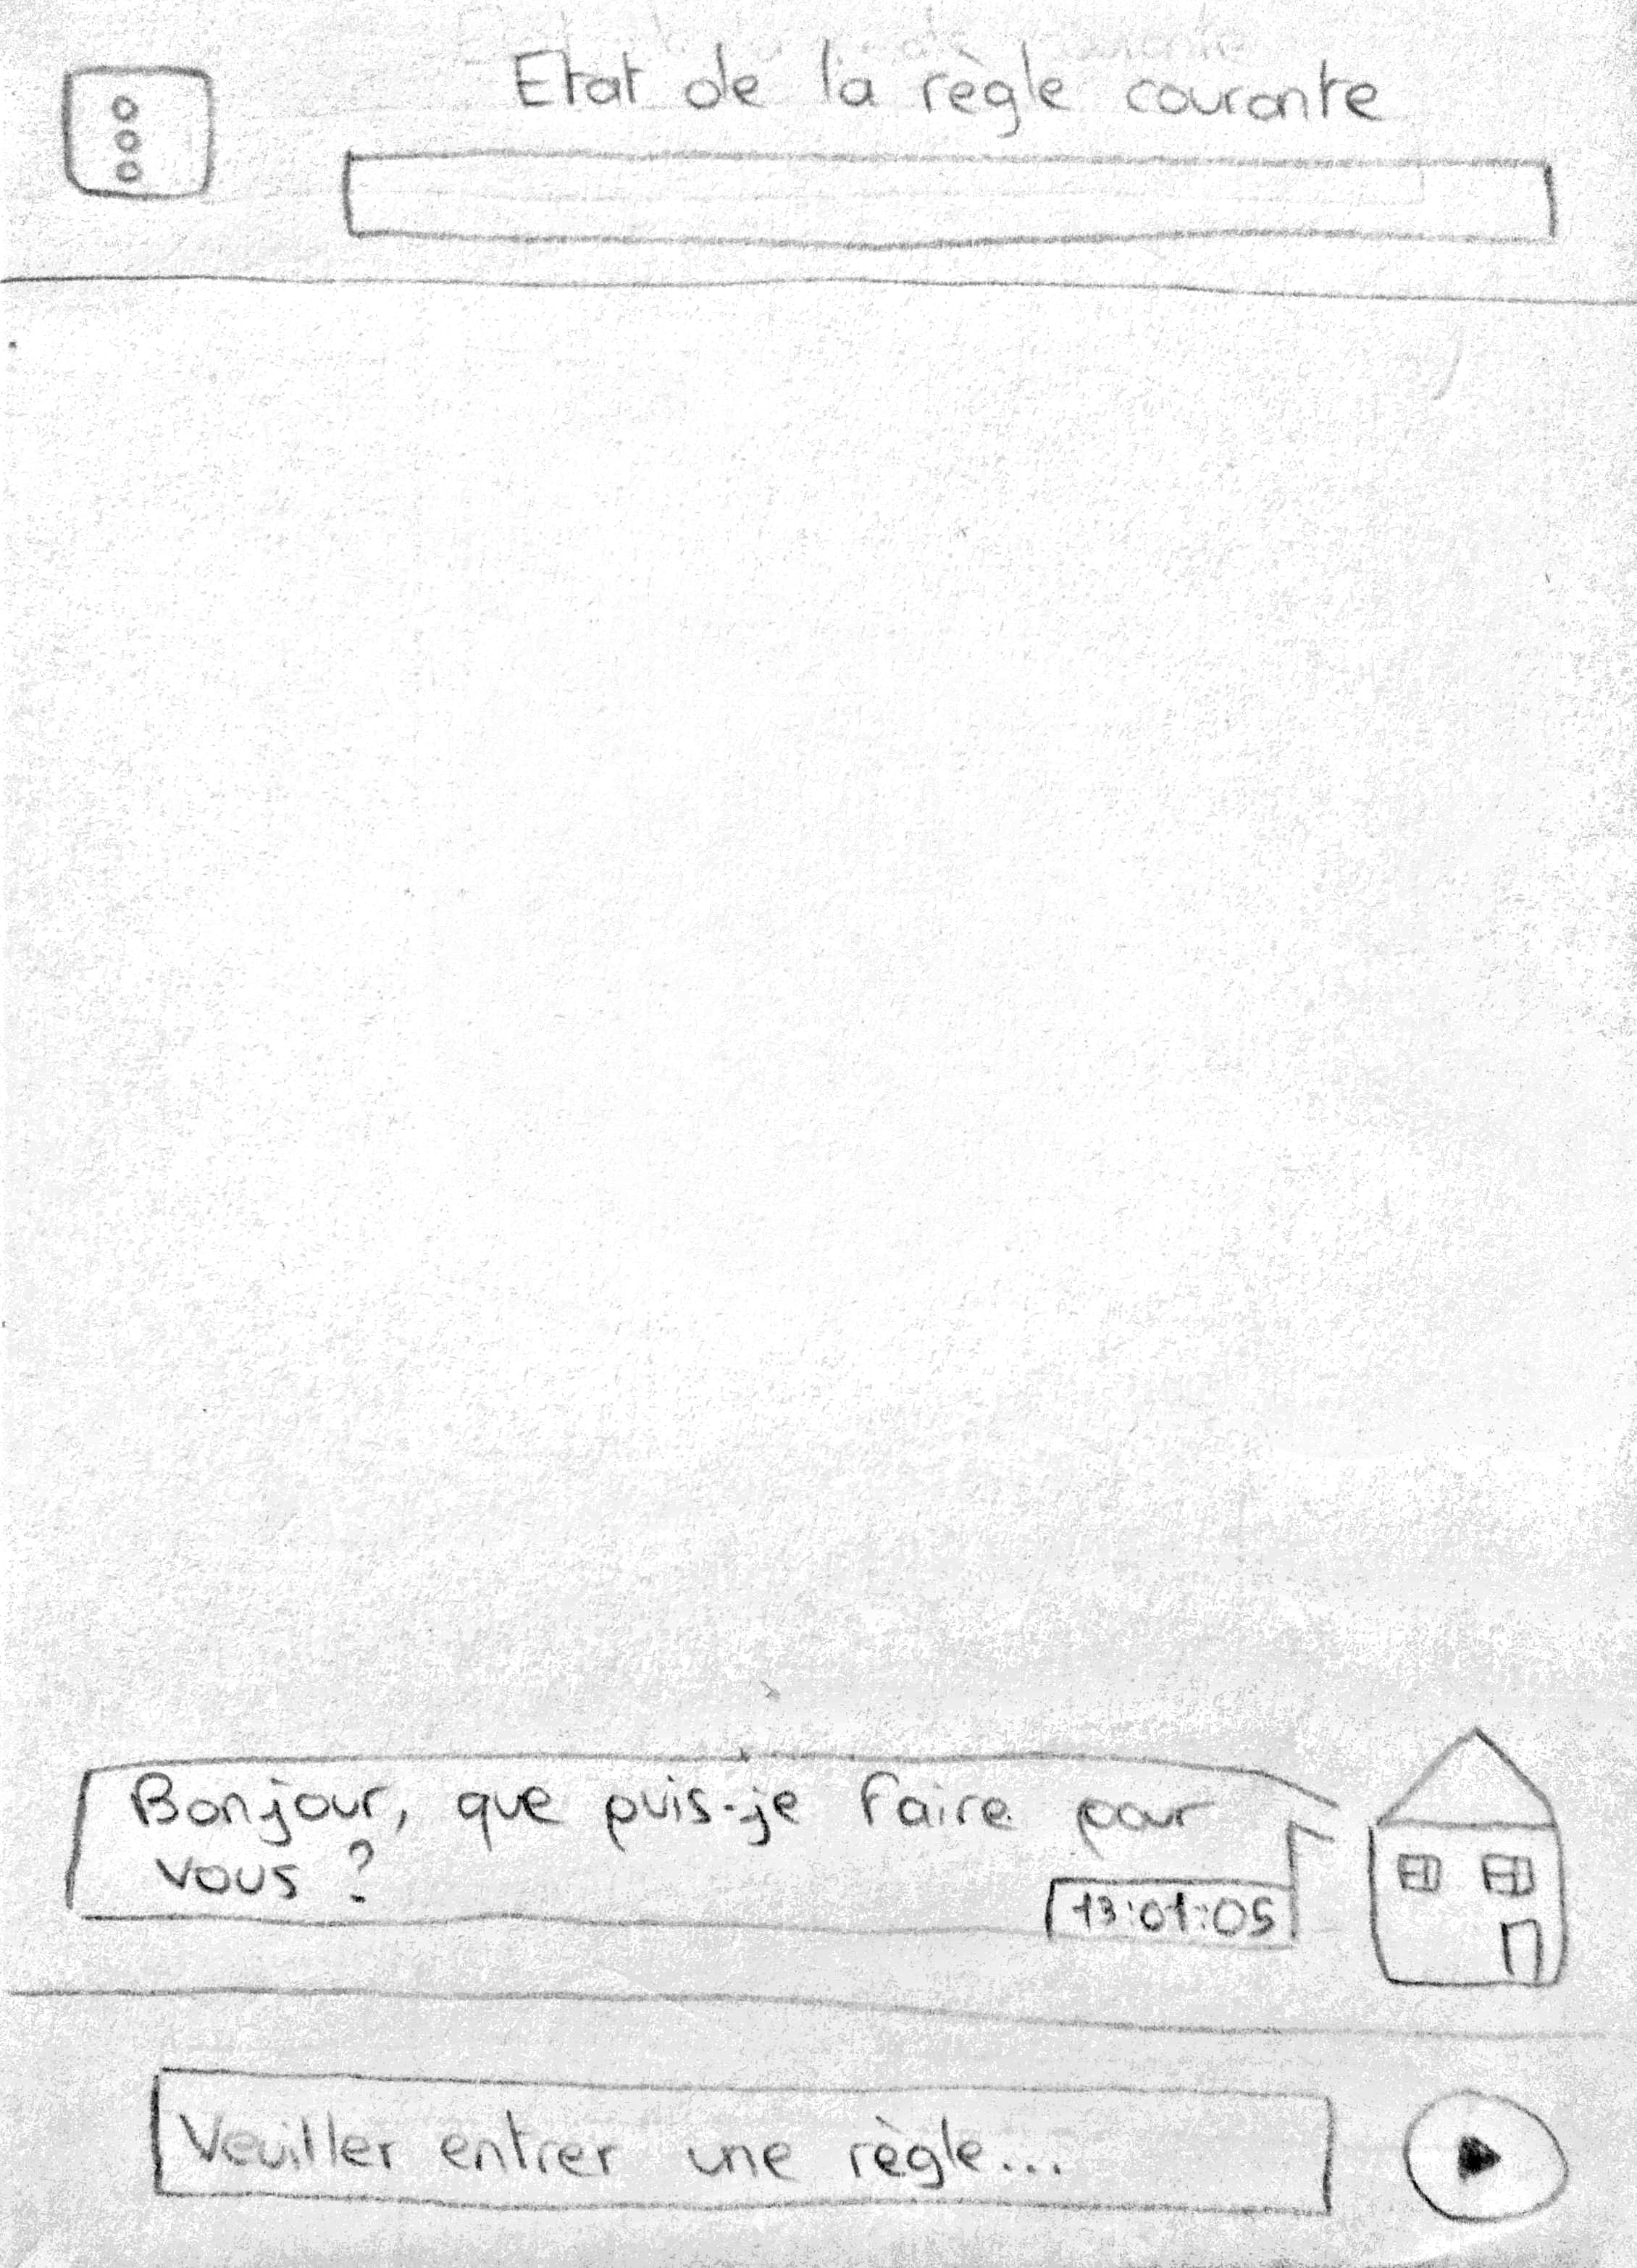 Etat de la règle courante
Bonjour, que puis-je faire pour
vous ?
13:01:05
Veuiller entrer une règle...